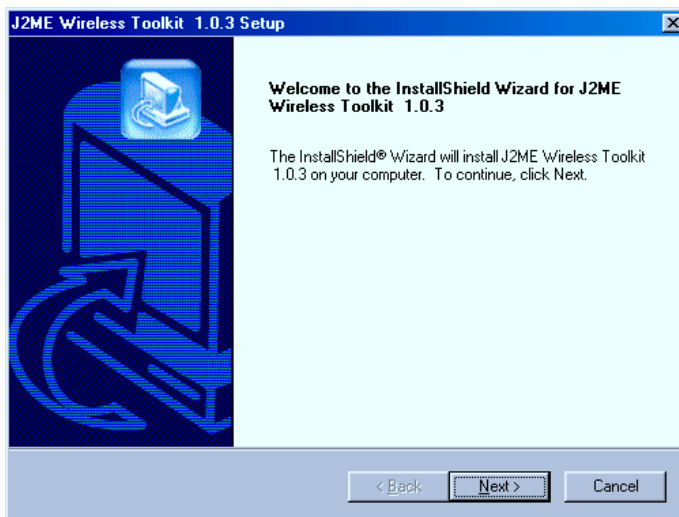 J2ME Wireless Toolkit 1.0.3 Setup
Welcome to the InstallShield Wizard for J2ME
Wireless Toolkit 1.0.3
The InstallShield® Wizard will install J2ME Wireless Toolkit
1.0.3 on your computer. To continue, click Next.
< Back Next > Cancel